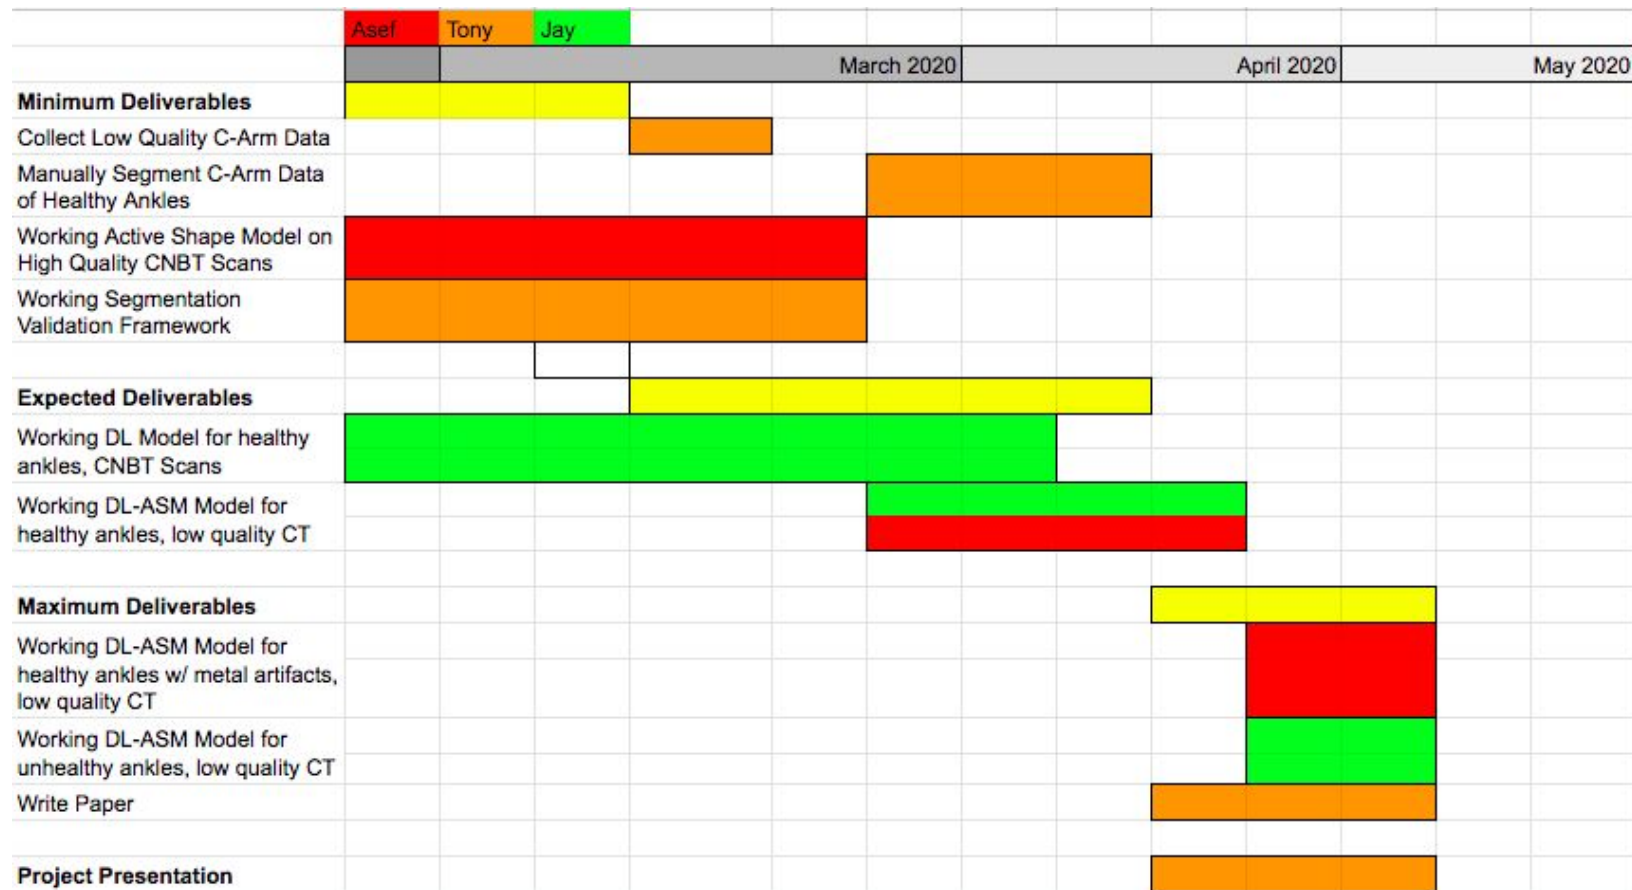 Asef Tony Jay
March 2020 April 2020 May 2020
Minimum Deliverables
Collect Low Quality C-Arm Data
Manually Segment C-Arm Data
of Healthy Ankles
Working Active Shape Model on
High Quality CNBT Scans
Working Segmentation
Validation Framework
Expected Deliverables
Working DL Model for healthy
ankles, CNBT Scans
Working DL-ASM Model for
healthy ankles, low quality CT
Maximum Deliverables
Working DL-ASM Model for
healthy ankles w/ metal artifacts,
low quality CT
Working DL-ASM Model for
unhealthy ankles, low quality CT
Write Paper
Project Presentation